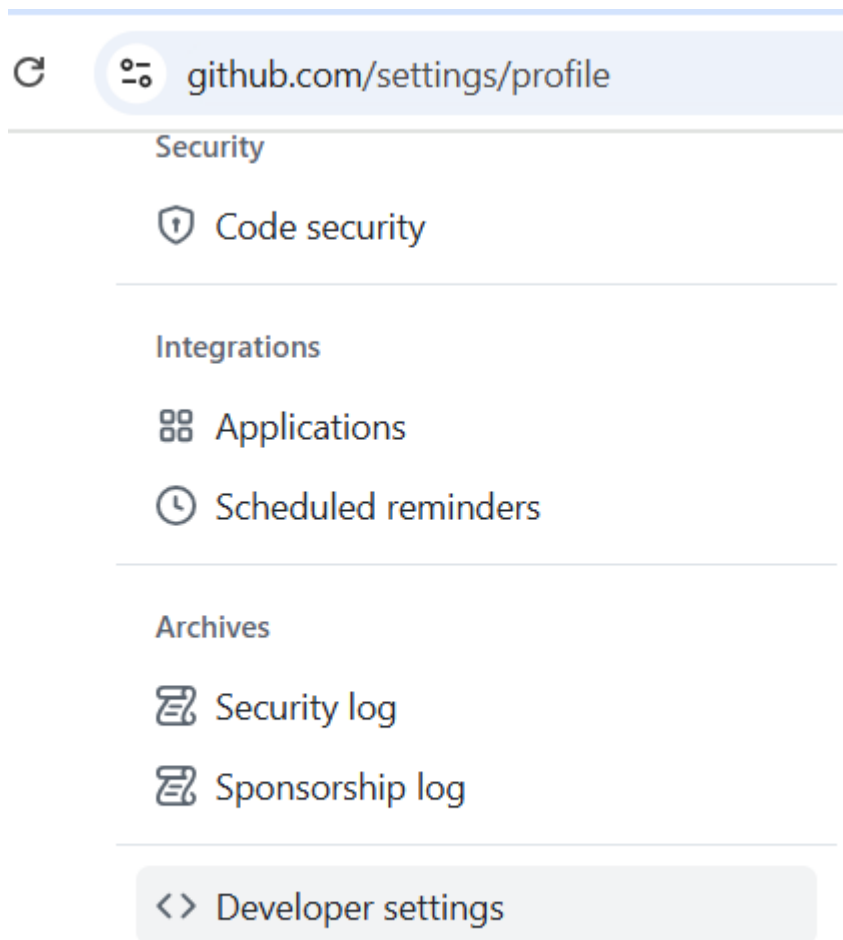 github.com/settings/profile
Security
Code security
Integrations
Applications
Scheduled reminders
Archives
Security log
Sponsorship log
Developer settings